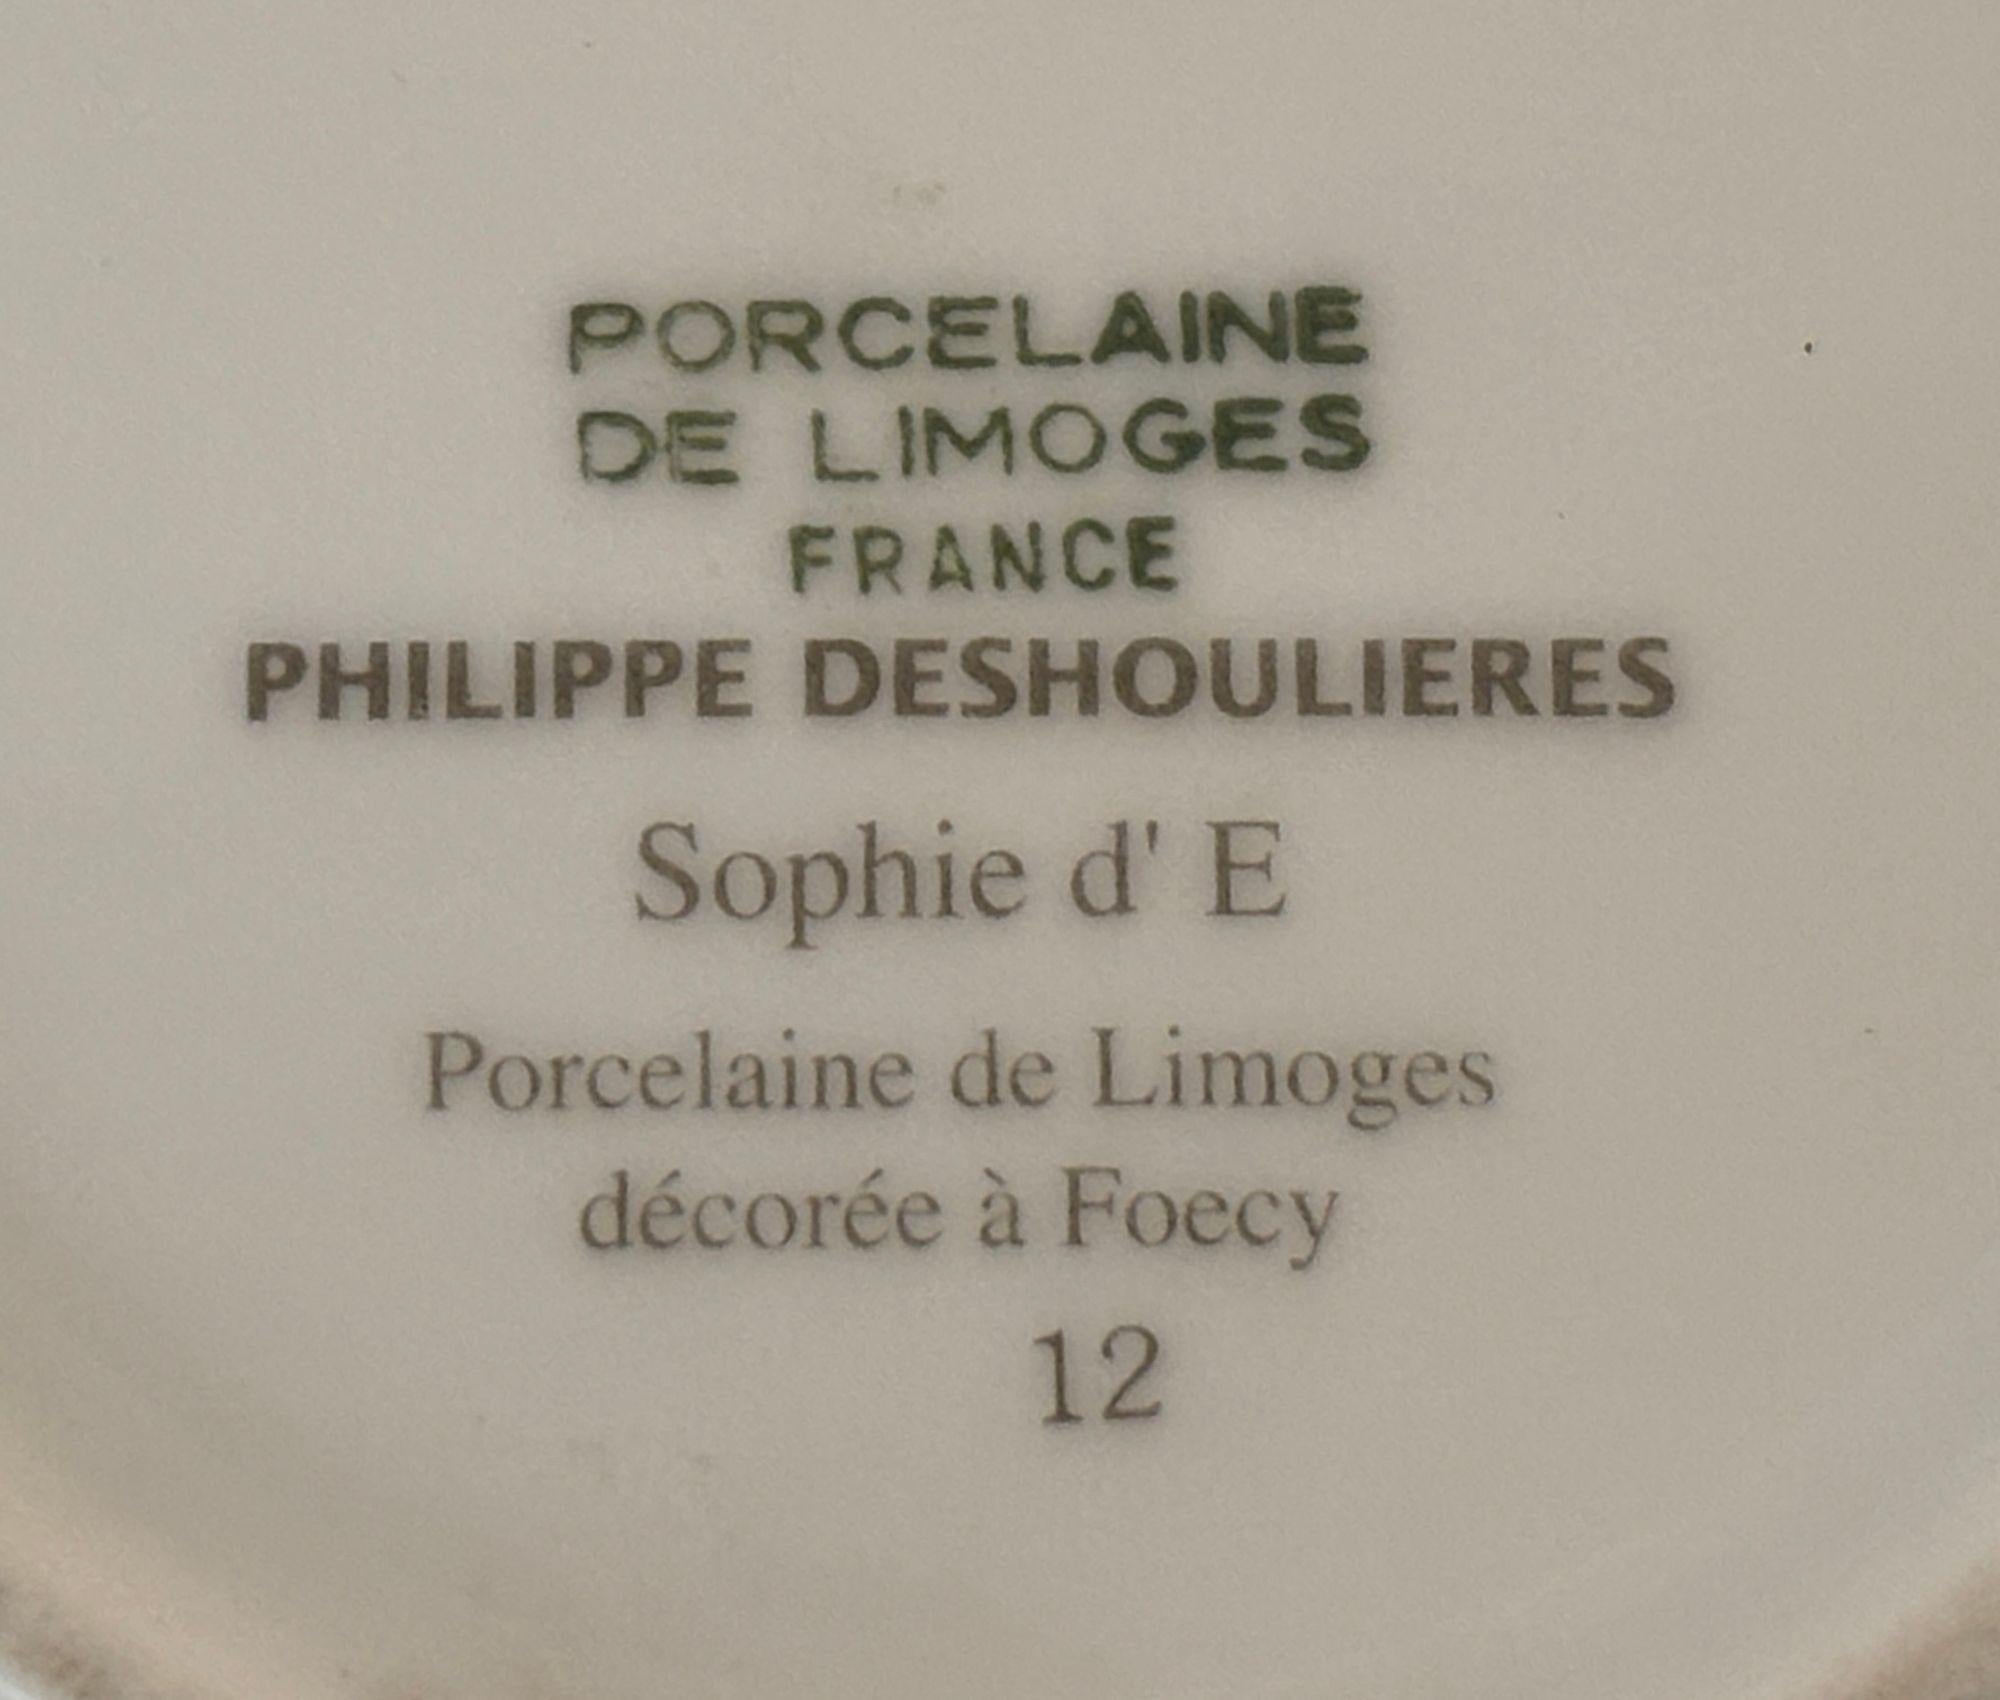 PORCELAINE
DE LIMOGES
FRANCE
PHILIPPE DESHOULIERES
Sophie d' E
Porcelaine de Limoges
décorée à Foecy
12